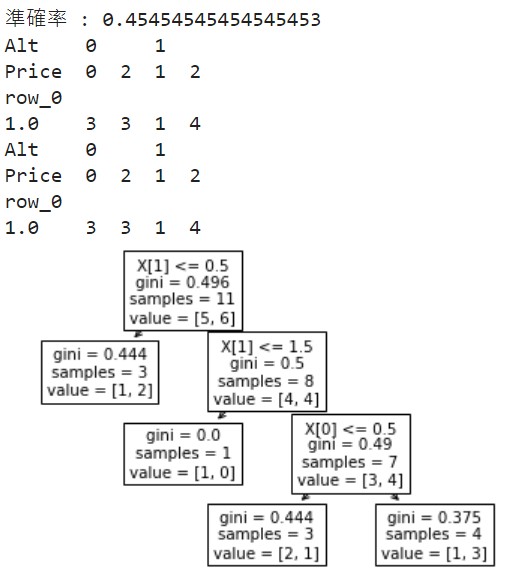 準確率 : 0.45454545454545453
Alt    0     1
Price  0  2  1  2
row_0
1.0    3  3  1  4
Alt    0     1
Price  0  2  1  2
row_0
1.0    3  3  1  4
X[1] <= 0.5
gini = 0.496
samples = 11
value = [5, 6]
gini = 0.444
samples = 3
value = [1, 2]
X[1] <= 1.5
gini = 0.5
samples = 8
value = [4, 4]
gini = 0.0
samples = 1
value = [1, 0]
X[0] <= 0.5
gini = 0.49
samples = 7
value = [3, 4]
gini = 0.444
samples = 3
value = [2, 1]
gini = 0.375
samples = 4
value = [1, 3]